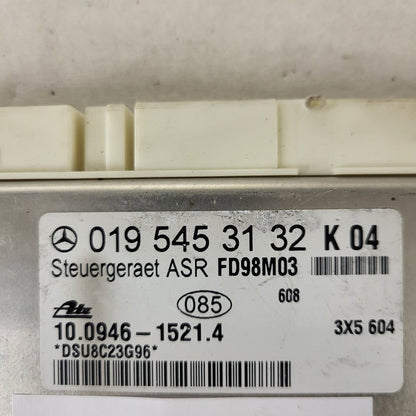 019 545 31 32 K 04
Steuergeraet ASR FD98M03
Ate 085 608
10.0946-1521.4 3X5 604
*DSU8C23G96*